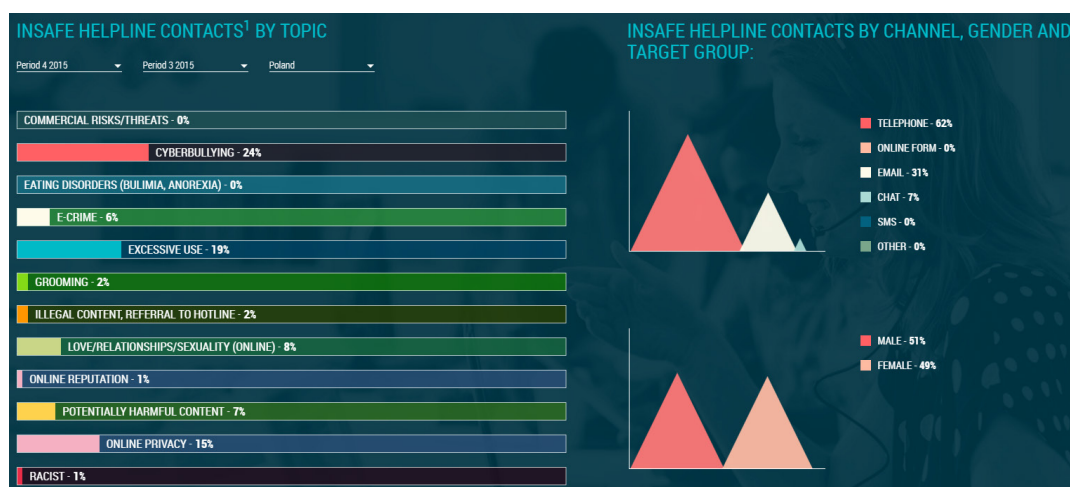 INSAFE HELPLINE CONTACTS1 BY TOPIC
Period 4 2015
Period 3 2015
Poland
COMMERCIAL RISKS/THREATS - 0%
CYBERBULLYING - 24%
EATING DISORDERS (BULIMIA, ANOREXIA) - 0%
E-CRIME - 6%
EXCESSIVE USE - 19%
GROOMING - 2%
ILLEGAL CONTENT, REFERRAL TO HOTLINE - 2%
LOVE/RELATIONSHIPS/SEXUALITY (ONLINE) - 8%
ONLINE REPUTATION - 1%
POTENTIALLY HARMFUL CONTENT - 7%
ONLINE PRIVACY - 15%
RACIST - 1%
INSAFE HELPLINE CONTACTS BY CHANNEL, GENDER AND
TARGET GROUP:
TELEPHONE - 62%
ONLINE FORM - 0%
EMAIL - 31%
CHAT - 7%
SMS - 0%
OTHER - 0%
MALE - 51%
FEMALE - 49%